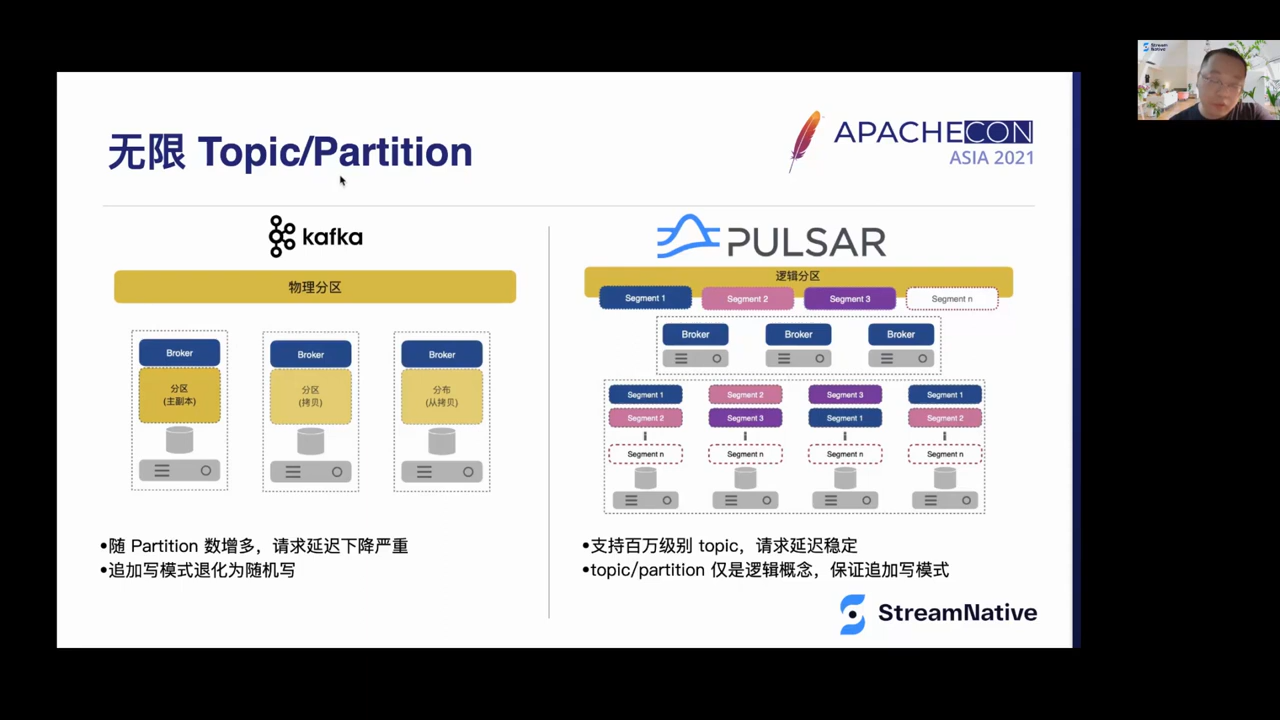 Stream
Native
无限 Topic/Partition
APACHECON
ASIA 2021
kafka
物理分区
Broker
分区
(主副本)
Broker
分区
(拷贝)
Broker
分布
(从拷贝)
•随 Partition 数增多，请求延迟下降严重
•追加写模式退化为随机写
PULSAR
逻辑分区
Segment 1
Segment 2
Segment 3
Segment n
Broker
Broker
Broker
Segment 1
Segment 2
Segment 3
Segment 1
Segment 2
Segment 3
Segment 1
Segment 2
Segment n
Segment n
Segment n
Segment n
•支持百万级别 topic，请求延迟稳定
•topic/partition 仅是逻辑概念，保证追加写模式
StreamNative